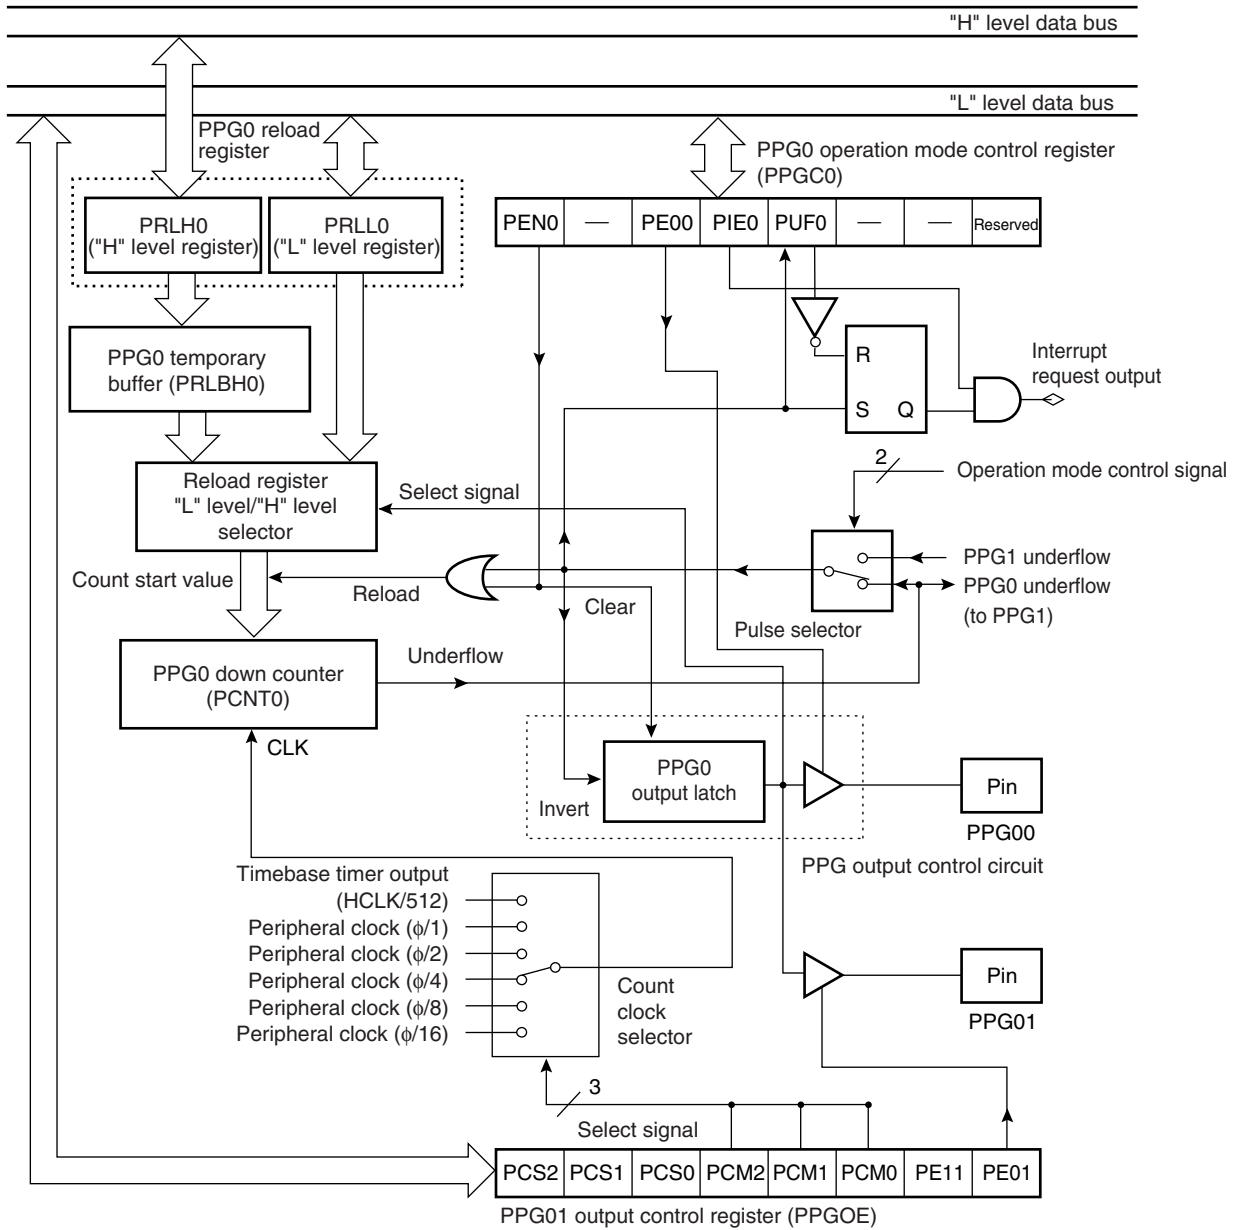 "H" level data bus
"L" level data bus
PPG0 reload
register
PPG0 operation mode control register
(PPGC0)
PRLH0
("H" level register)
PRLL0
("L" level register)
PEN0
—
PE00
PIE0
PUF0
—
—
Reserved
PPG0 temporary
buffer (PRLBH0)
R
S
Q
Interrupt
request output
Reload register
"L" level/"H" level
selector
Select signal
2
Operation mode control signal
Count start value
Reload
Clear
PPG1 underflow
PPG0 underflow
(to PPG1)
Pulse selector
PPG0 down counter
(PCNT0)
Underflow
CLK
PPG0
output latch
Invert
Pin
PPG00
PPG output control circuit
Timebase timer output
(HCLK/512)
Peripheral clock (ϕ/1)
Peripheral clock (ϕ/2)
Peripheral clock (ϕ/4)
Peripheral clock (ϕ/8)
Peripheral clock (ϕ/16)
Count
clock
selector
Pin
PPG01
3
Select signal
PCS2
PCS1
PCS0
PCM2
PCM1
PCM0
PE11
PE01
PPG01 output control register (PPGOE)